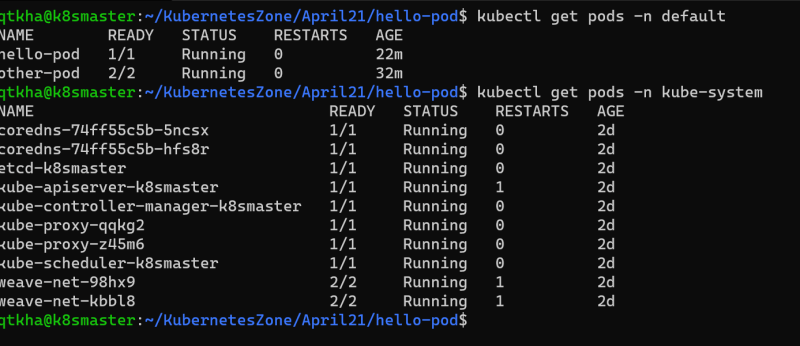 qtkha@k8smaster:~/KubernetesZone/April21/hello-pod$ kubectl get pods -n default
NAME        READY   STATUS    RESTARTS   AGE
hello-pod   1/1     Running   0          22m
other-pod   2/2     Running   0          32m
qtkha@k8smaster:~/KubernetesZone/April21/hello-pod$ kubectl get pods -n kube-system
NAME                                READY   STATUS    RESTARTS   AGE
coredns-74ff55c5b-5ncsx             1/1     Running   0          2d
coredns-74ff55c5b-hfs8r             1/1     Running   0          2d
etcd-k8smaster                      1/1     Running   0          2d
kube-apiserver-k8smaster            1/1     Running   1          2d
kube-controller-manager-k8smaster   1/1     Running   0          2d
kube-proxy-qqkg2                    1/1     Running   0          2d
kube-proxy-z45m6                    1/1     Running   0          2d
kube-scheduler-k8smaster            1/1     Running   0          2d
weave-net-98hx9                     2/2     Running   1          2d
weave-net-kbbl8                     2/2     Running   1          2d
qtkha@k8smaster:~/KubernetesZone/April21/hello-pod$